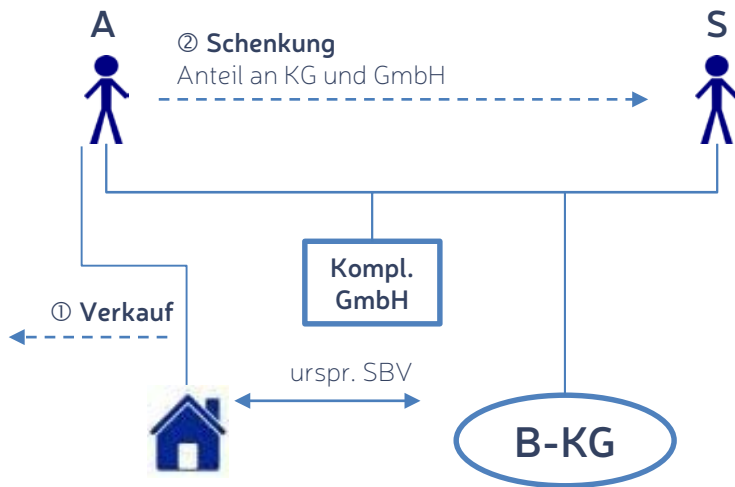 A
② Schenkung
Anteil an KG und GmbH
S
Kompl.
GmbH
① Verkauf
urspr. SBV
B-KG